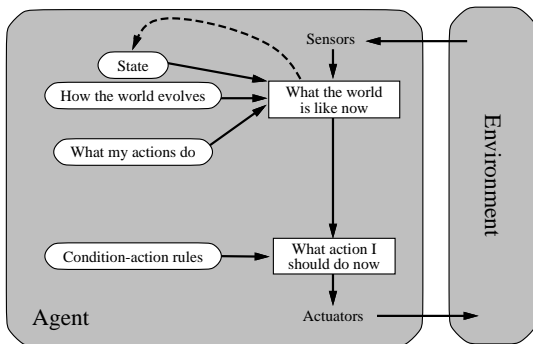 Sensors
State
How the world evolves
What the world
is like now
What my actions do
Condition-action rules
What action I
should do now
Agent
Actuators
Environment